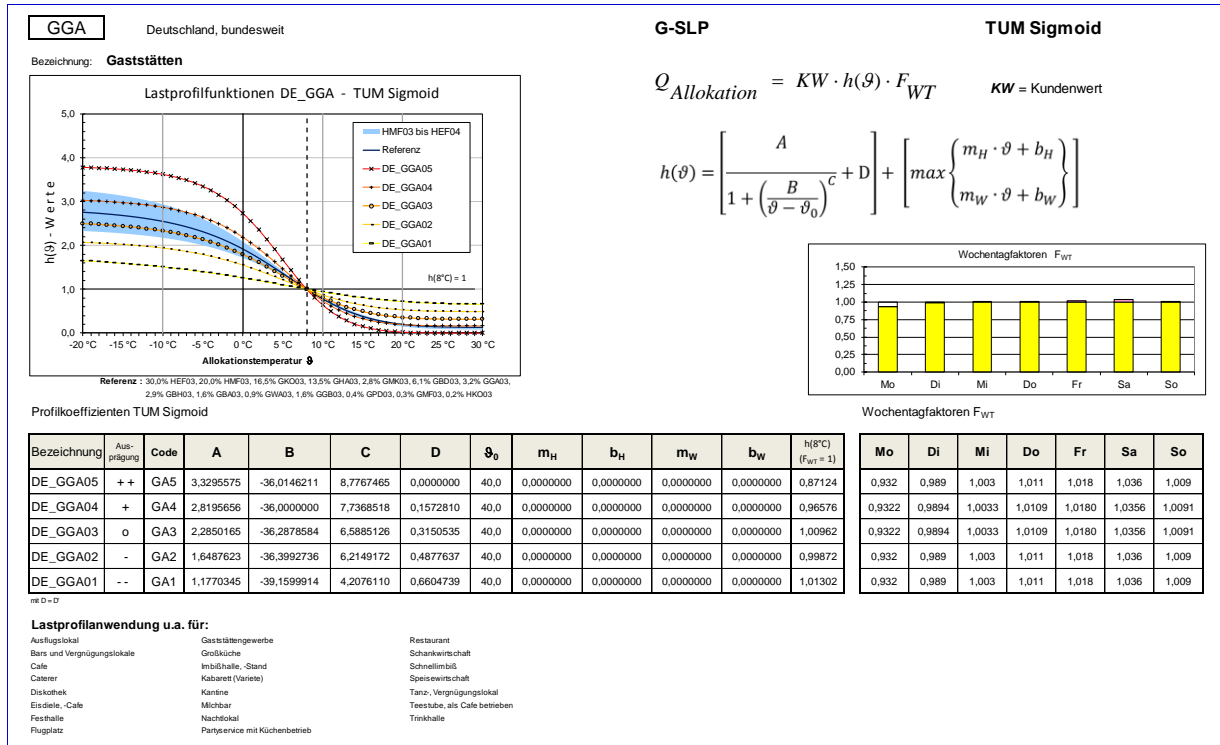 GGA Deutschland, bundesweit G-SLP TUM Sigmoid
Bezeichnung: Gaststätten
Lastprofilfunktionen DE_GGA - TUM Sigmoid
h(ϑ) - Werte
5,0
4,0
3,0
2,0
1,0
0,0
HMF03 bis HEF04
Referenz
DE_GGA05
DE_GGA04
DE_GGA03
DE_GGA02
DE_GGA01
h(8°C) = 1
-20 °C -15 °C -10 °C -5 °C 0 °C 5 °C 10 °C 15 °C 20 °C 25 °C 30 °C
Allokationstemperatur ϑ
Referenz : 30,0% HEF03, 20,0% HMF03, 16,5% GKO03, 13,5% GHA03, 2,8% GMK03, 6,1% GBD03, 3,2% GGA03,
2,9% GBH03, 1,6% GBA03, 0,9% GWA03, 1,6% GGB03, 0,4% GPD03, 0,3% GMF03, 0,2% HKO03
Q_Allokation = KW · h(ϑ) · F_WT KW = Kundenwert
h(ϑ) = [ A / (1 + (B / (ϑ − ϑ₀))^C) + D ] + [ max { m_H · ϑ + b_H ; m_W · ϑ + b_W } ]
Wochentagfaktoren F_WT
1,50
1,25
1,00
0,75
0,50
0,25
0,00
Mo Di Mi Do Fr Sa So
Profilkoeffizienten TUM Sigmoid Wochentagfaktoren F_WT
Bezeichnung Aus-prägung Code A B C D ϑ₀ m_H b_H m_W b_W h(8°C) (F_WT = 1) Mo Di Mi Do Fr Sa So
DE_GGA05 + + GA5 3,3295575 -36,0146211 8,7767465 0,0000000 40,0 0,0000000 0,0000000 0,0000000 0,0000000 0,87124 0,932 0,989 1,003 1,011 1,018 1,036 1,009
DE_GGA04 + GA4 2,8195656 -36,0000000 7,7368518 0,1572810 40,0 0,0000000 0,0000000 0,0000000 0,0000000 0,96576 0,9322 0,9894 1,0033 1,0109 1,0180 1,0356 1,0091
DE_GGA03 o GA3 2,2850165 -36,2878584 6,5885126 0,3150535 40,0 0,0000000 0,0000000 0,0000000 0,0000000 1,00962 0,9322 0,9894 1,0033 1,0109 1,0180 1,0356 1,0091
DE_GGA02 - GA2 1,6487623 -36,3992736 6,2149172 0,4877637 40,0 0,0000000 0,0000000 0,0000000 0,0000000 0,99872 0,932 0,989 1,003 1,011 1,018 1,036 1,009
DE_GGA01 - - GA1 1,1770345 -39,1599914 4,2076110 0,6604739 40,0 0,0000000 0,0000000 0,0000000 0,0000000 1,01302 0,932 0,989 1,003 1,011 1,018 1,036 1,009
mit D = D'
Lastprofilanwendung u.a. für:
Ausflugslokal Gaststättengewerbe Restaurant
Bars und Vergnügungslokale Großküche Schankwirtschaft
Cafe Imbißhalle, -Stand Schnellimbiß
Caterer Kabarett (Variete) Speisewirtschaft
Diskothek Kantine Tanz-, Vergnügungslokal
Eisdiele, -Cafe Milchbar Teestube, als Cafe betrieben
Festhalle Nachtlokal Trinkhalle
Flugplatz Partyservice mit Küchenbetrieb